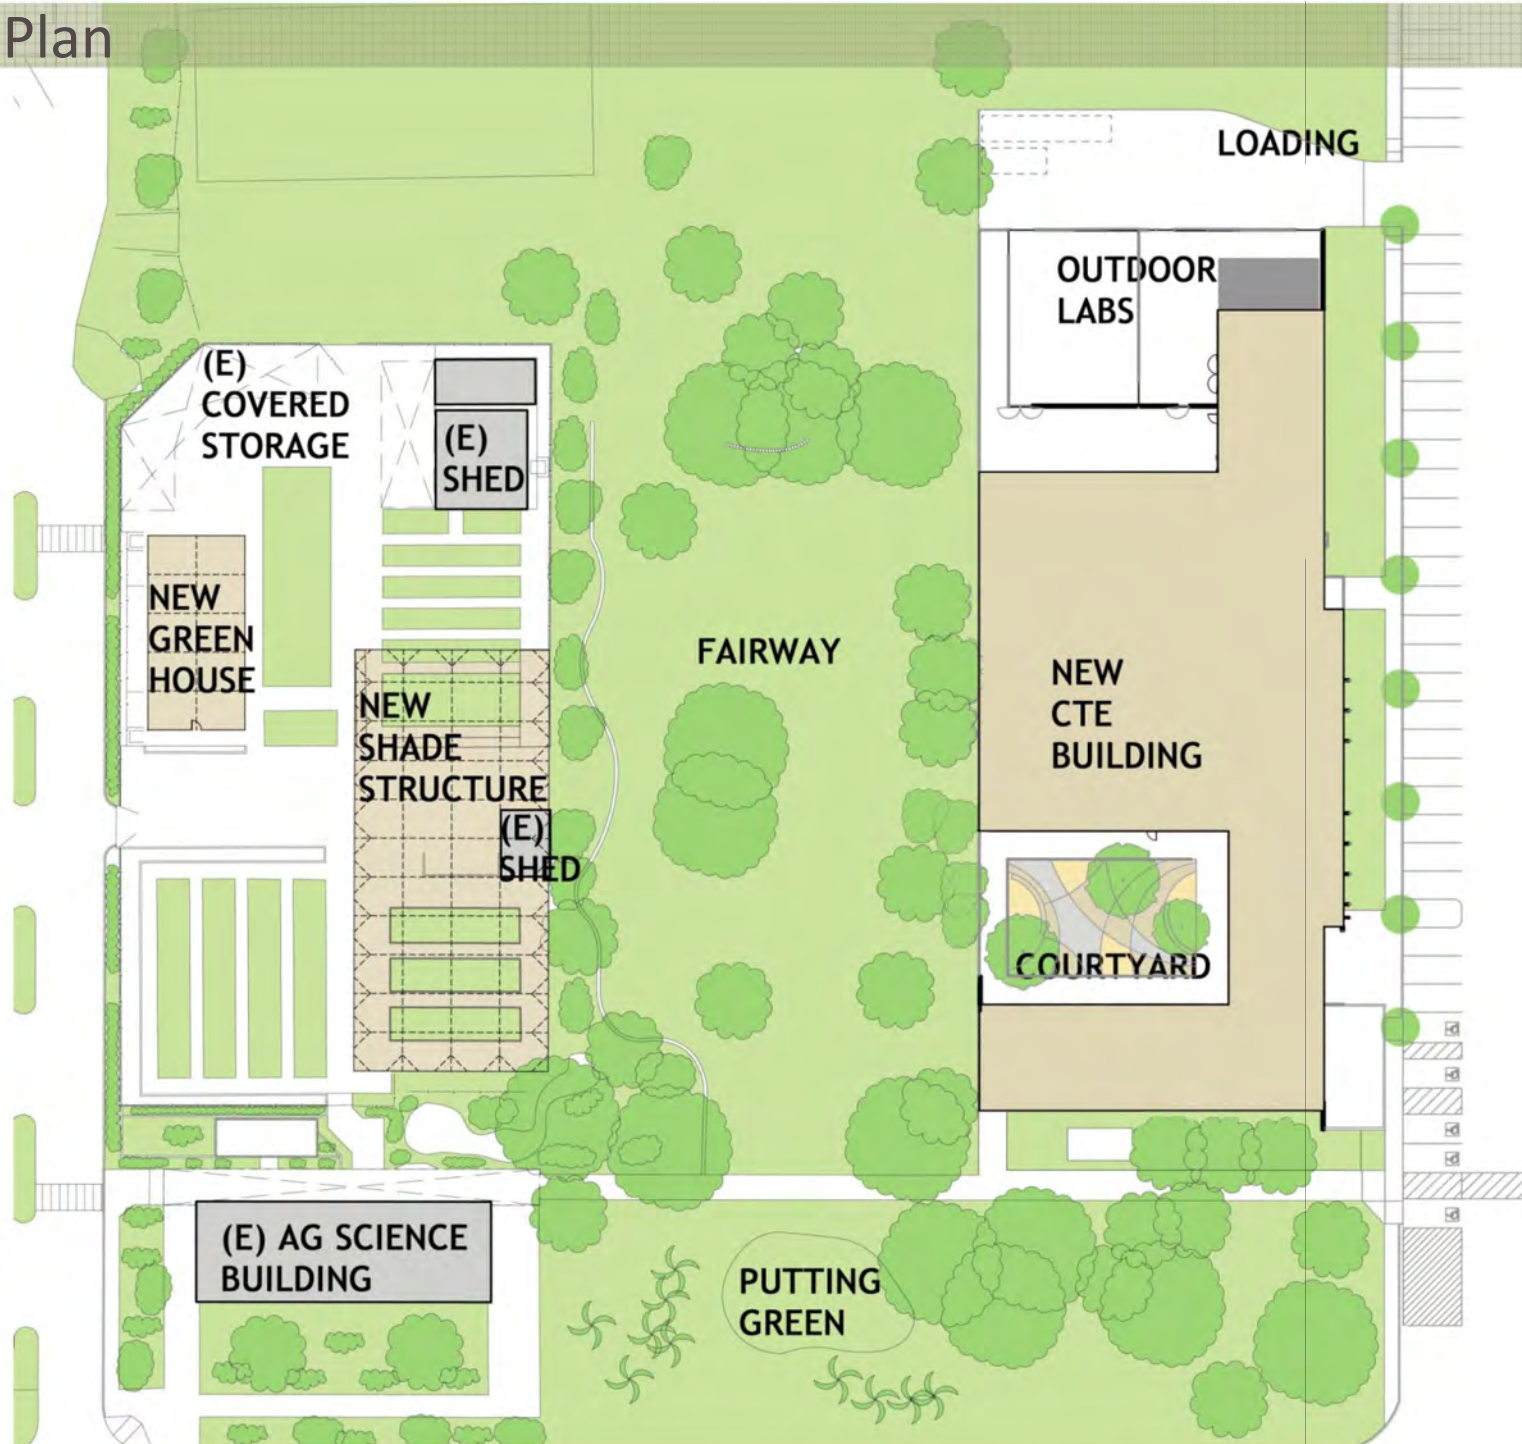 Plan
LOADING
OUTDOOR
LABS
(E)
COVERED
STORAGE
(E)
SHED
NEW
GREEN
HOUSE
FAIRWAY
NEW
CTE
BUILDING
NEW
SHADE
STRUCTURE
(E)
SHED
COURTYARD
(E) AG SCIENCE
BUILDING
PUTTING
GREEN